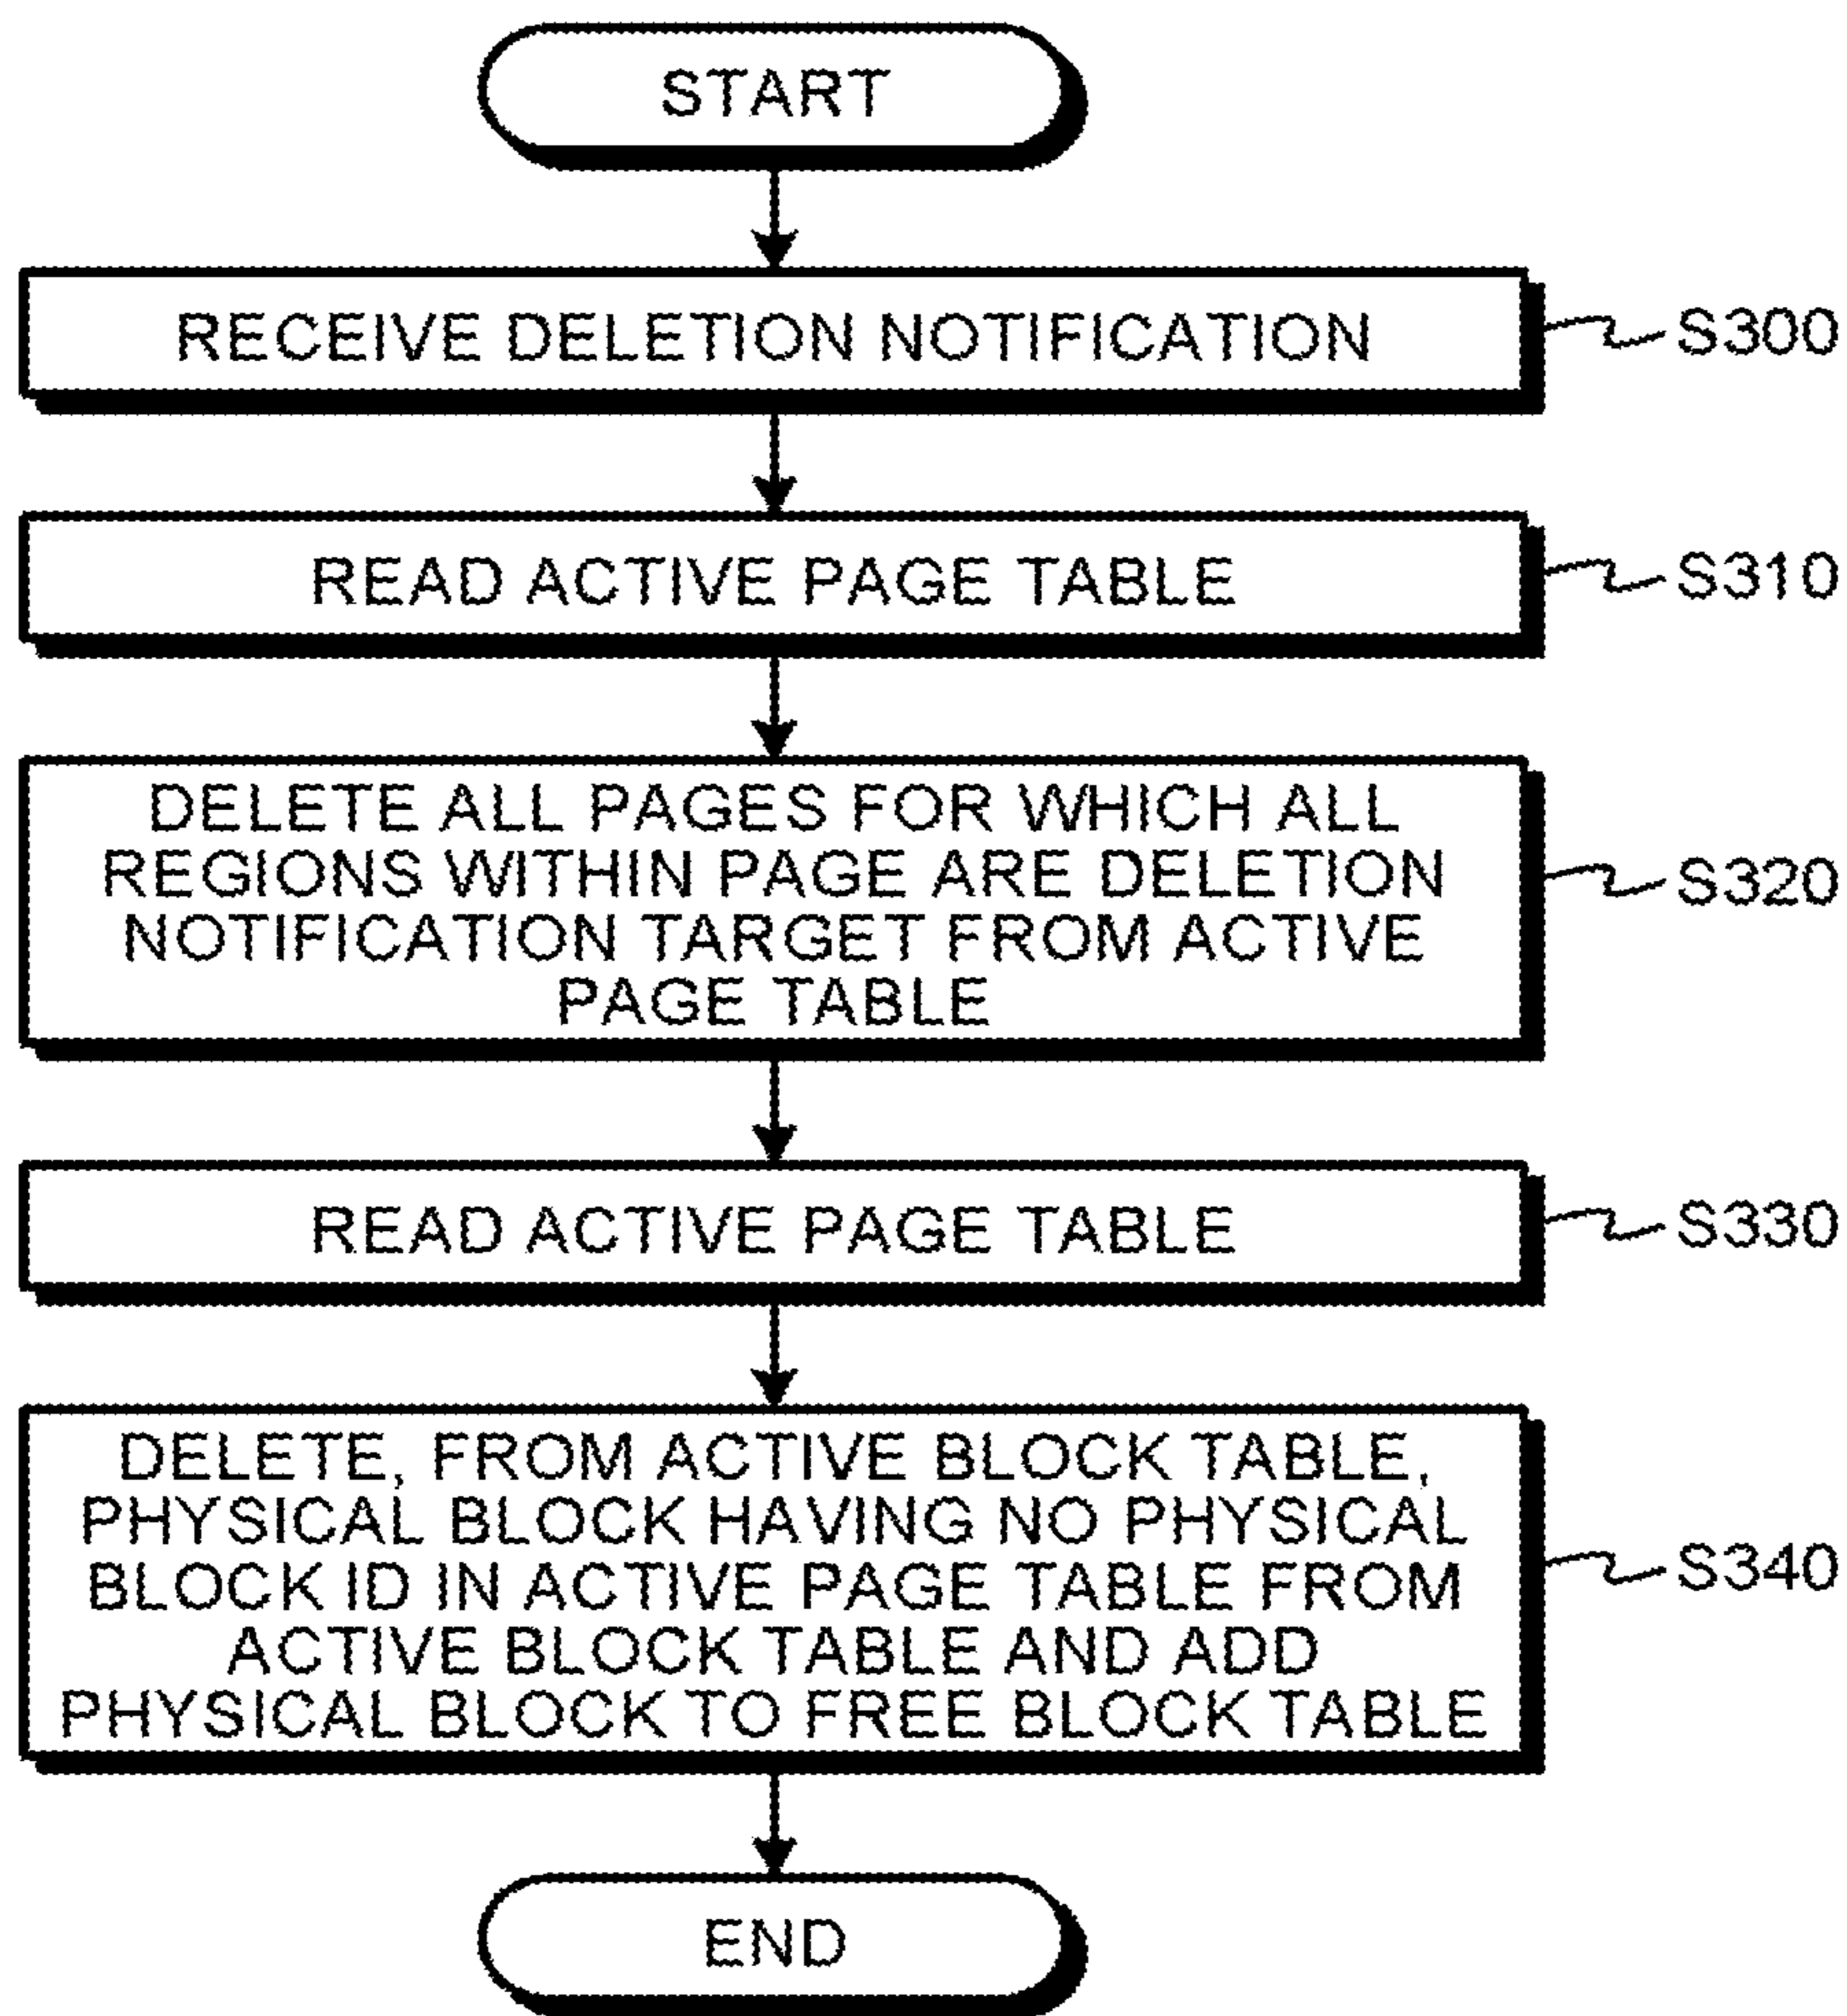 START
RECEIVE DELETION NOTIFICATION
S300
READ ACTIVE PAGE TABLE
S310
DELETE ALL PAGES FOR WHICH ALL
REGIONS WITHIN PAGE ARE DELETION
NOTIFICATION TARGET FROM ACTIVE
PAGE TABLE
S320
READ ACTIVE PAGE TABLE
S330
DELETE, FROM ACTIVE BLOCK TABLE,
PHYSICAL BLOCK HAVING NO PHYSICAL
BLOCK ID IN ACTIVE PAGE TABLE FROM
ACTIVE BLOCK TABLE AND ADD
PHYSICAL BLOCK TO FREE BLOCK TABLE
S340
END